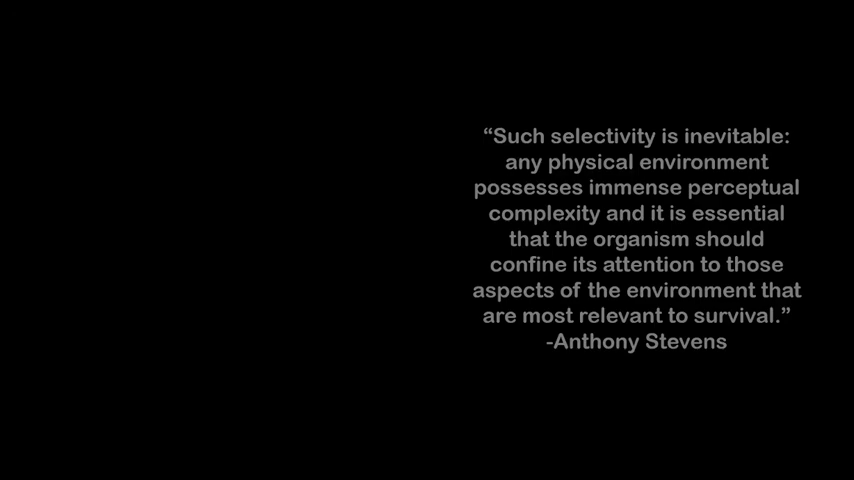 “Such selectivity is inevitable:
any physical environment
possesses immense perceptual
complexity and it is essential
that the organism should
confine its attention to those
aspects of the environment that
are most relevant to survival.”
-Anthony Stevens